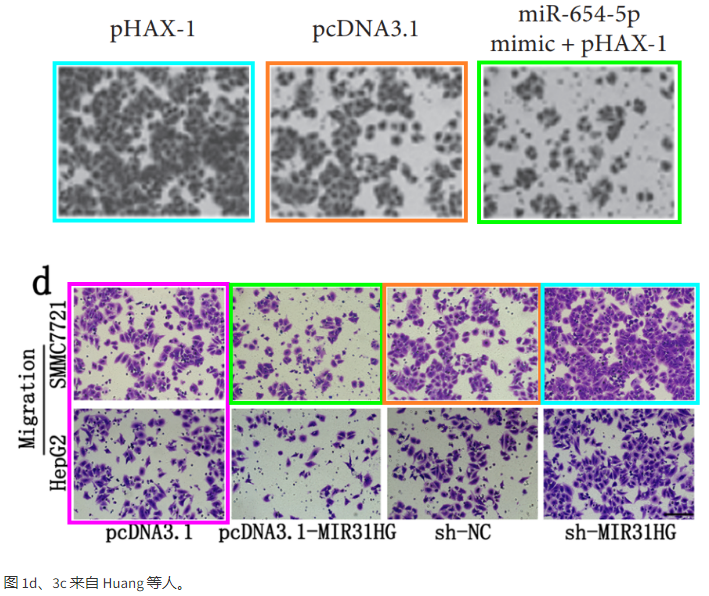 pHAX-1
pcDNA3.1
miR-654-5p
mimic + pHAX-1
d
Migration
SMMC7721
HepG2
pcDNA3.1
pcDNA3.1-MIR31HG
sh-NC
sh-MIR31HG
图 1d、3c 来自 Huang 等人。